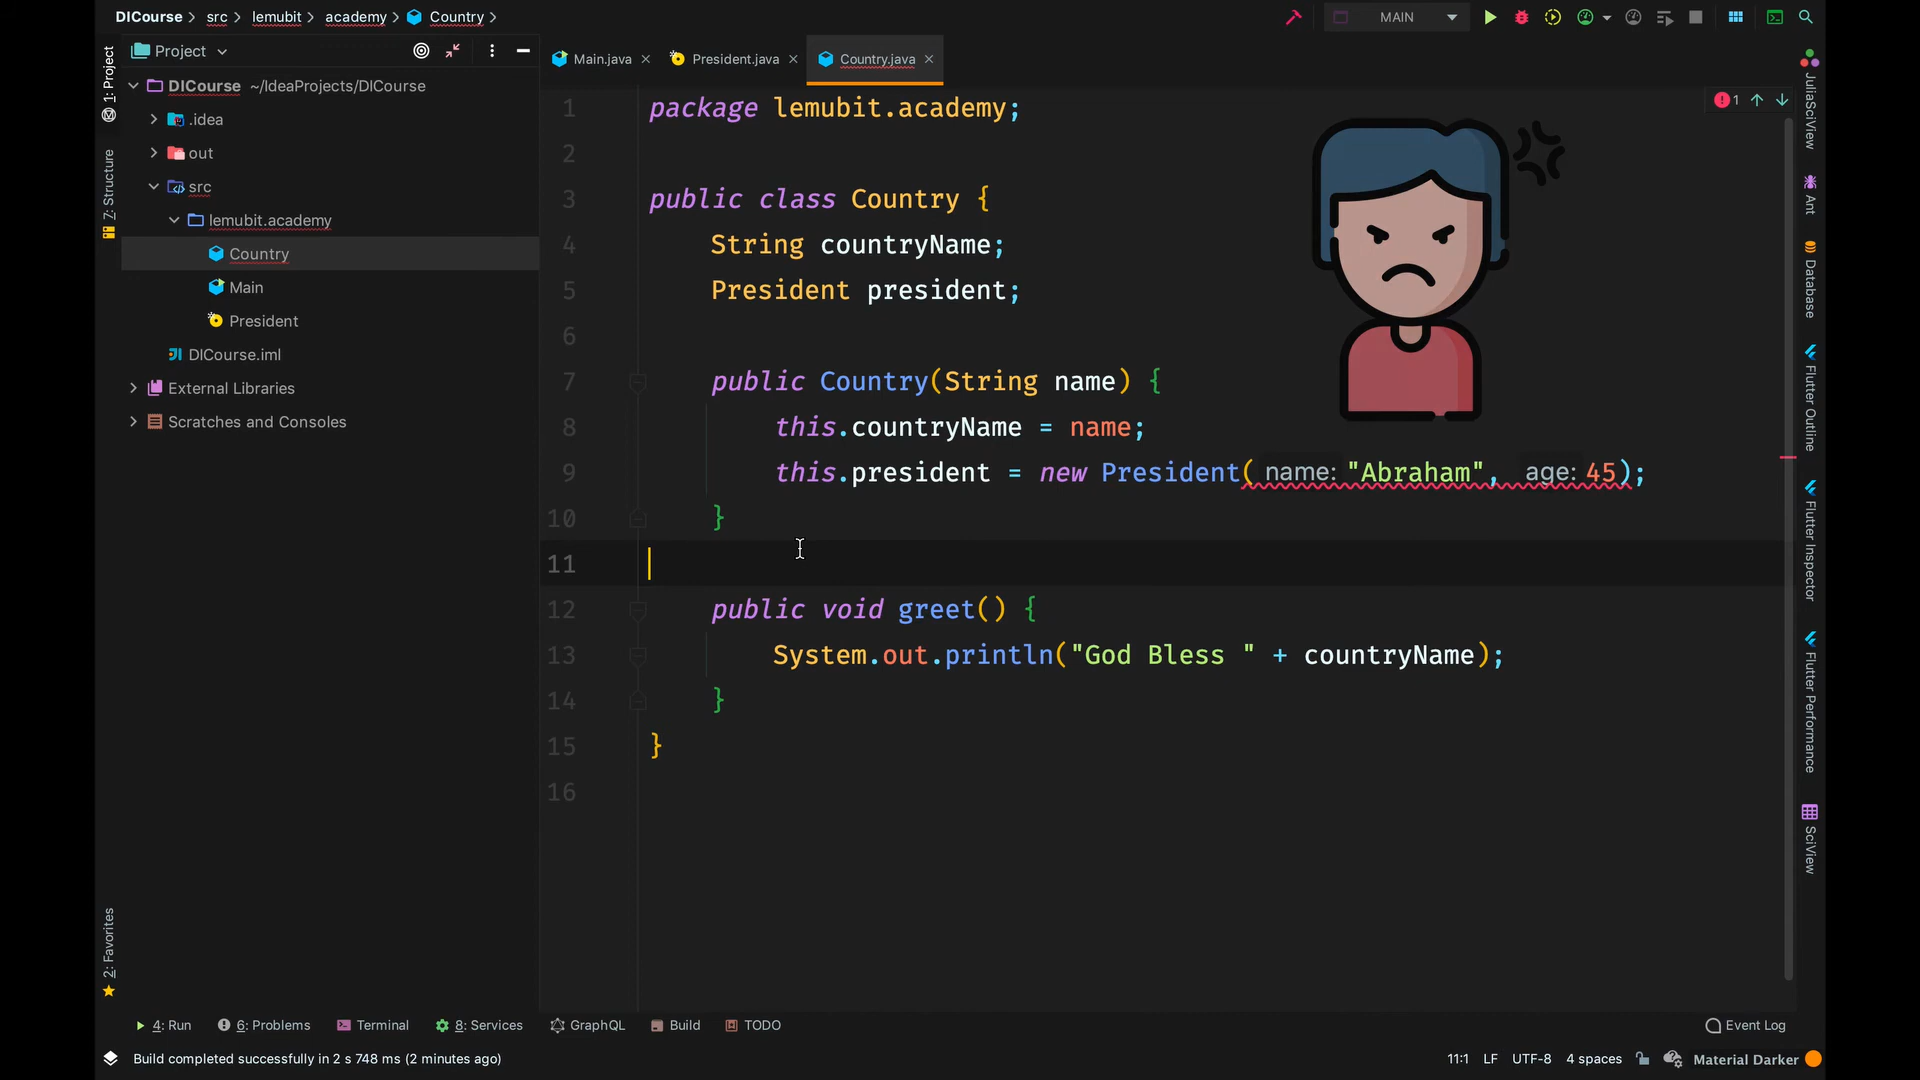 DICourse src lemubit academy Country
MAIN
Project
Main.java President.java Country.java
DICourse ~/IdeaProjects/DICourse
.idea
out
src
lemubit.academy
Country
Main
President
DICourse.iml
External Libraries
Scratches and Consoles
1: Project
7: Structure
2: Favorites
1
1 package lemubit.academy;
2
3 public class Country {
4 String countryName;
5 President president;
6
7 public Country(String name) {
8 this.countryName = name;
9 this.president = new President( name: "Abraham", age: 45);
10 }
11
12 public void greet() {
13 System.out.println("God Bless " + countryName);
14 }
15 }
16
JuliaSciView
Ant
Database
Flutter Outline
Flutter Inspector
Flutter Performance
SciView
4: Run 6: Problems Terminal 8: Services GraphQL Build TODO Event Log
Build completed successfully in 2 s 748 ms (2 minutes ago) 11:1 LF UTF-8 4 spaces Material Darker